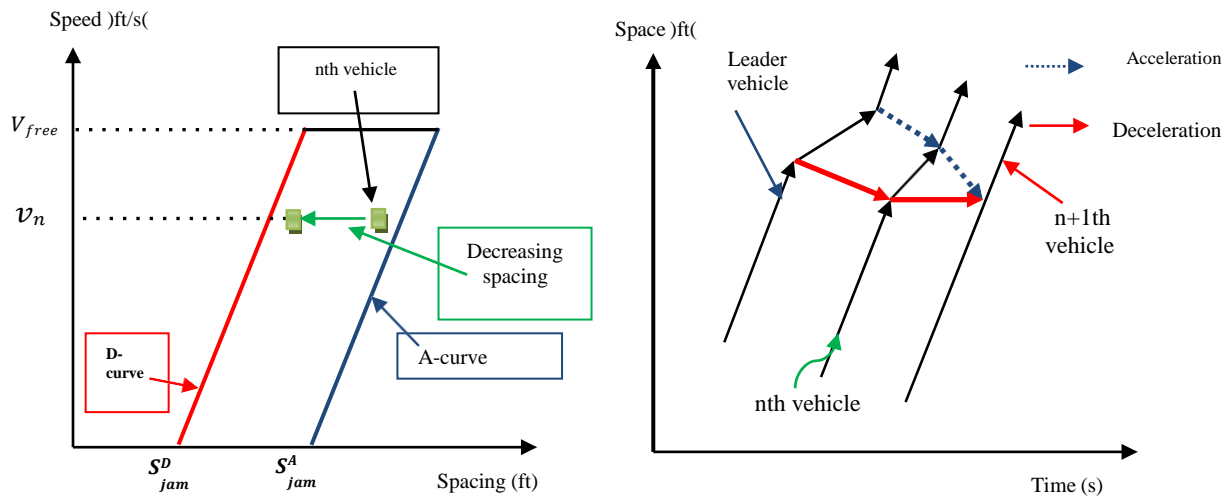 Speed )ft/s(
nth vehicle
V_free
v_n
Decreasing
spacing
D-
curve
A-curve
S^D_jam
S^A_jam
Spacing (ft)
Space )ft(
Leader
vehicle
Acceleration
Deceleration
n+1th
vehicle
nth vehicle
Time (s)